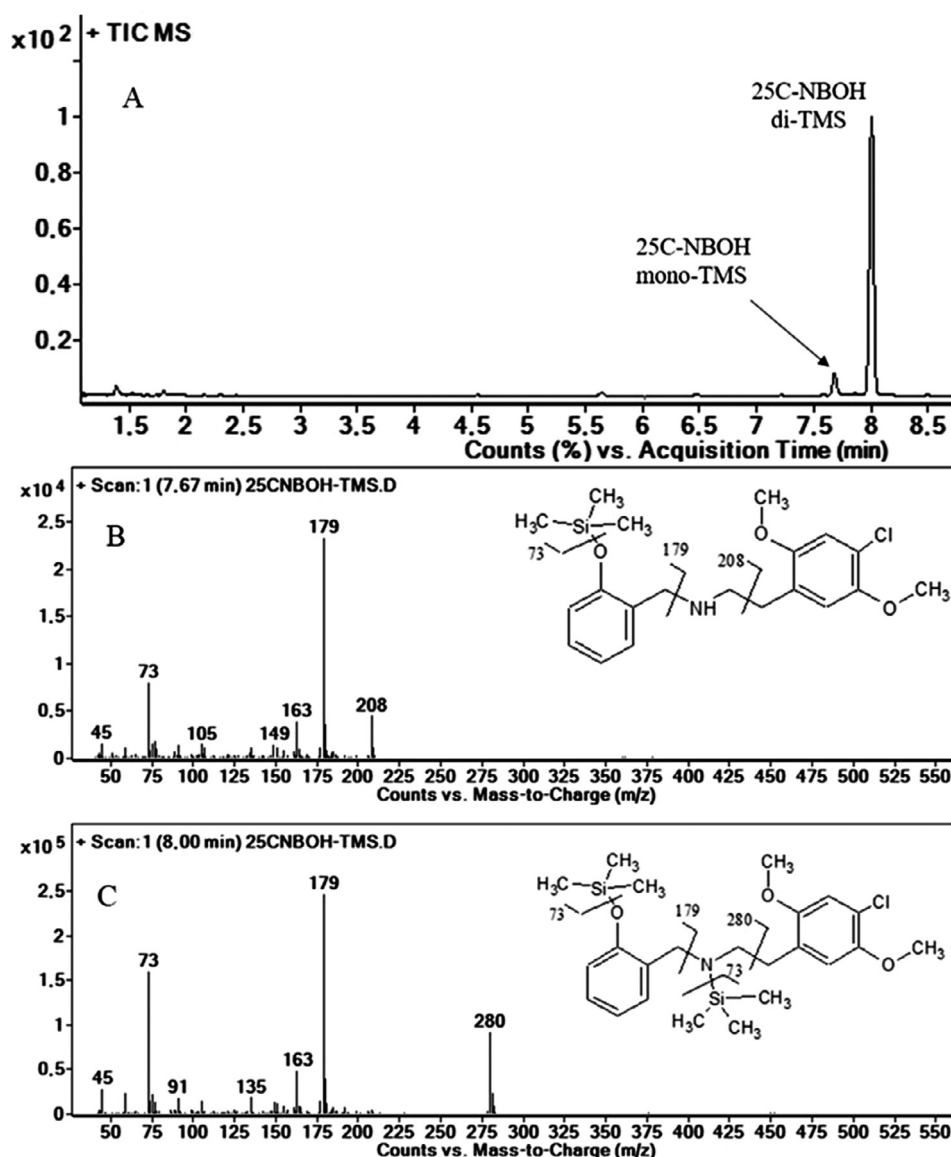 x10 2 + TIC MS
A
25C-NBOH
di-TMS
1
0.8
0.6
25C-NBOH
mono-TMS
0.4
0.2
1.5 2 2.5 3 3.5 4 4.5 5 5.5 6 6.5 7 7.5 8 8.5
Counts (%) vs. Acquisition Time (min)
x10 4 + Scan:1 (7.67 min) 25CNBOH-TMS.D
B
2.5
2
1.5
1
0.5
0
179
73
45
105
149
163
208
H3C
CH3
Si
CH3
73
O
179
NH
208
CH3
O
Cl
O
CH3
50 75 100 125 150 175 200 225 250 275 300 325 350 375 400 425 450 475 500 525 550
Counts vs. Mass-to-Charge (m/z)
x10 5 + Scan:1 (8.00 min) 25CNBOH-TMS.D
C
2.5
2
1.5
1
0.5
0
179
73
45
91
135
163
280
H3C
CH3
Si
CH3
73
O
179
N
280
73
Si
CH3
H3C
CH3
CH3
O
Cl
O
CH3
50 75 100 125 150 175 200 225 250 275 300 325 350 375 400 425 450 475 500 525 550
Counts vs. Mass-to-Charge (m/z)